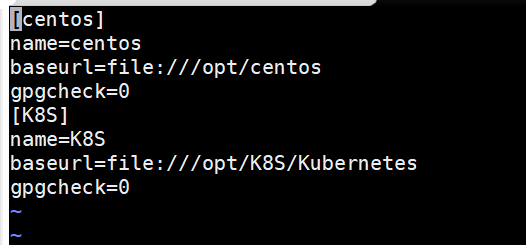 [centos]
name=centos
baseurl=file:///opt/centos
gpgcheck=0
[K8S]
name=K8S
baseurl=file:///opt/K8S/Kubernetes
gpgcheck=0
~
~